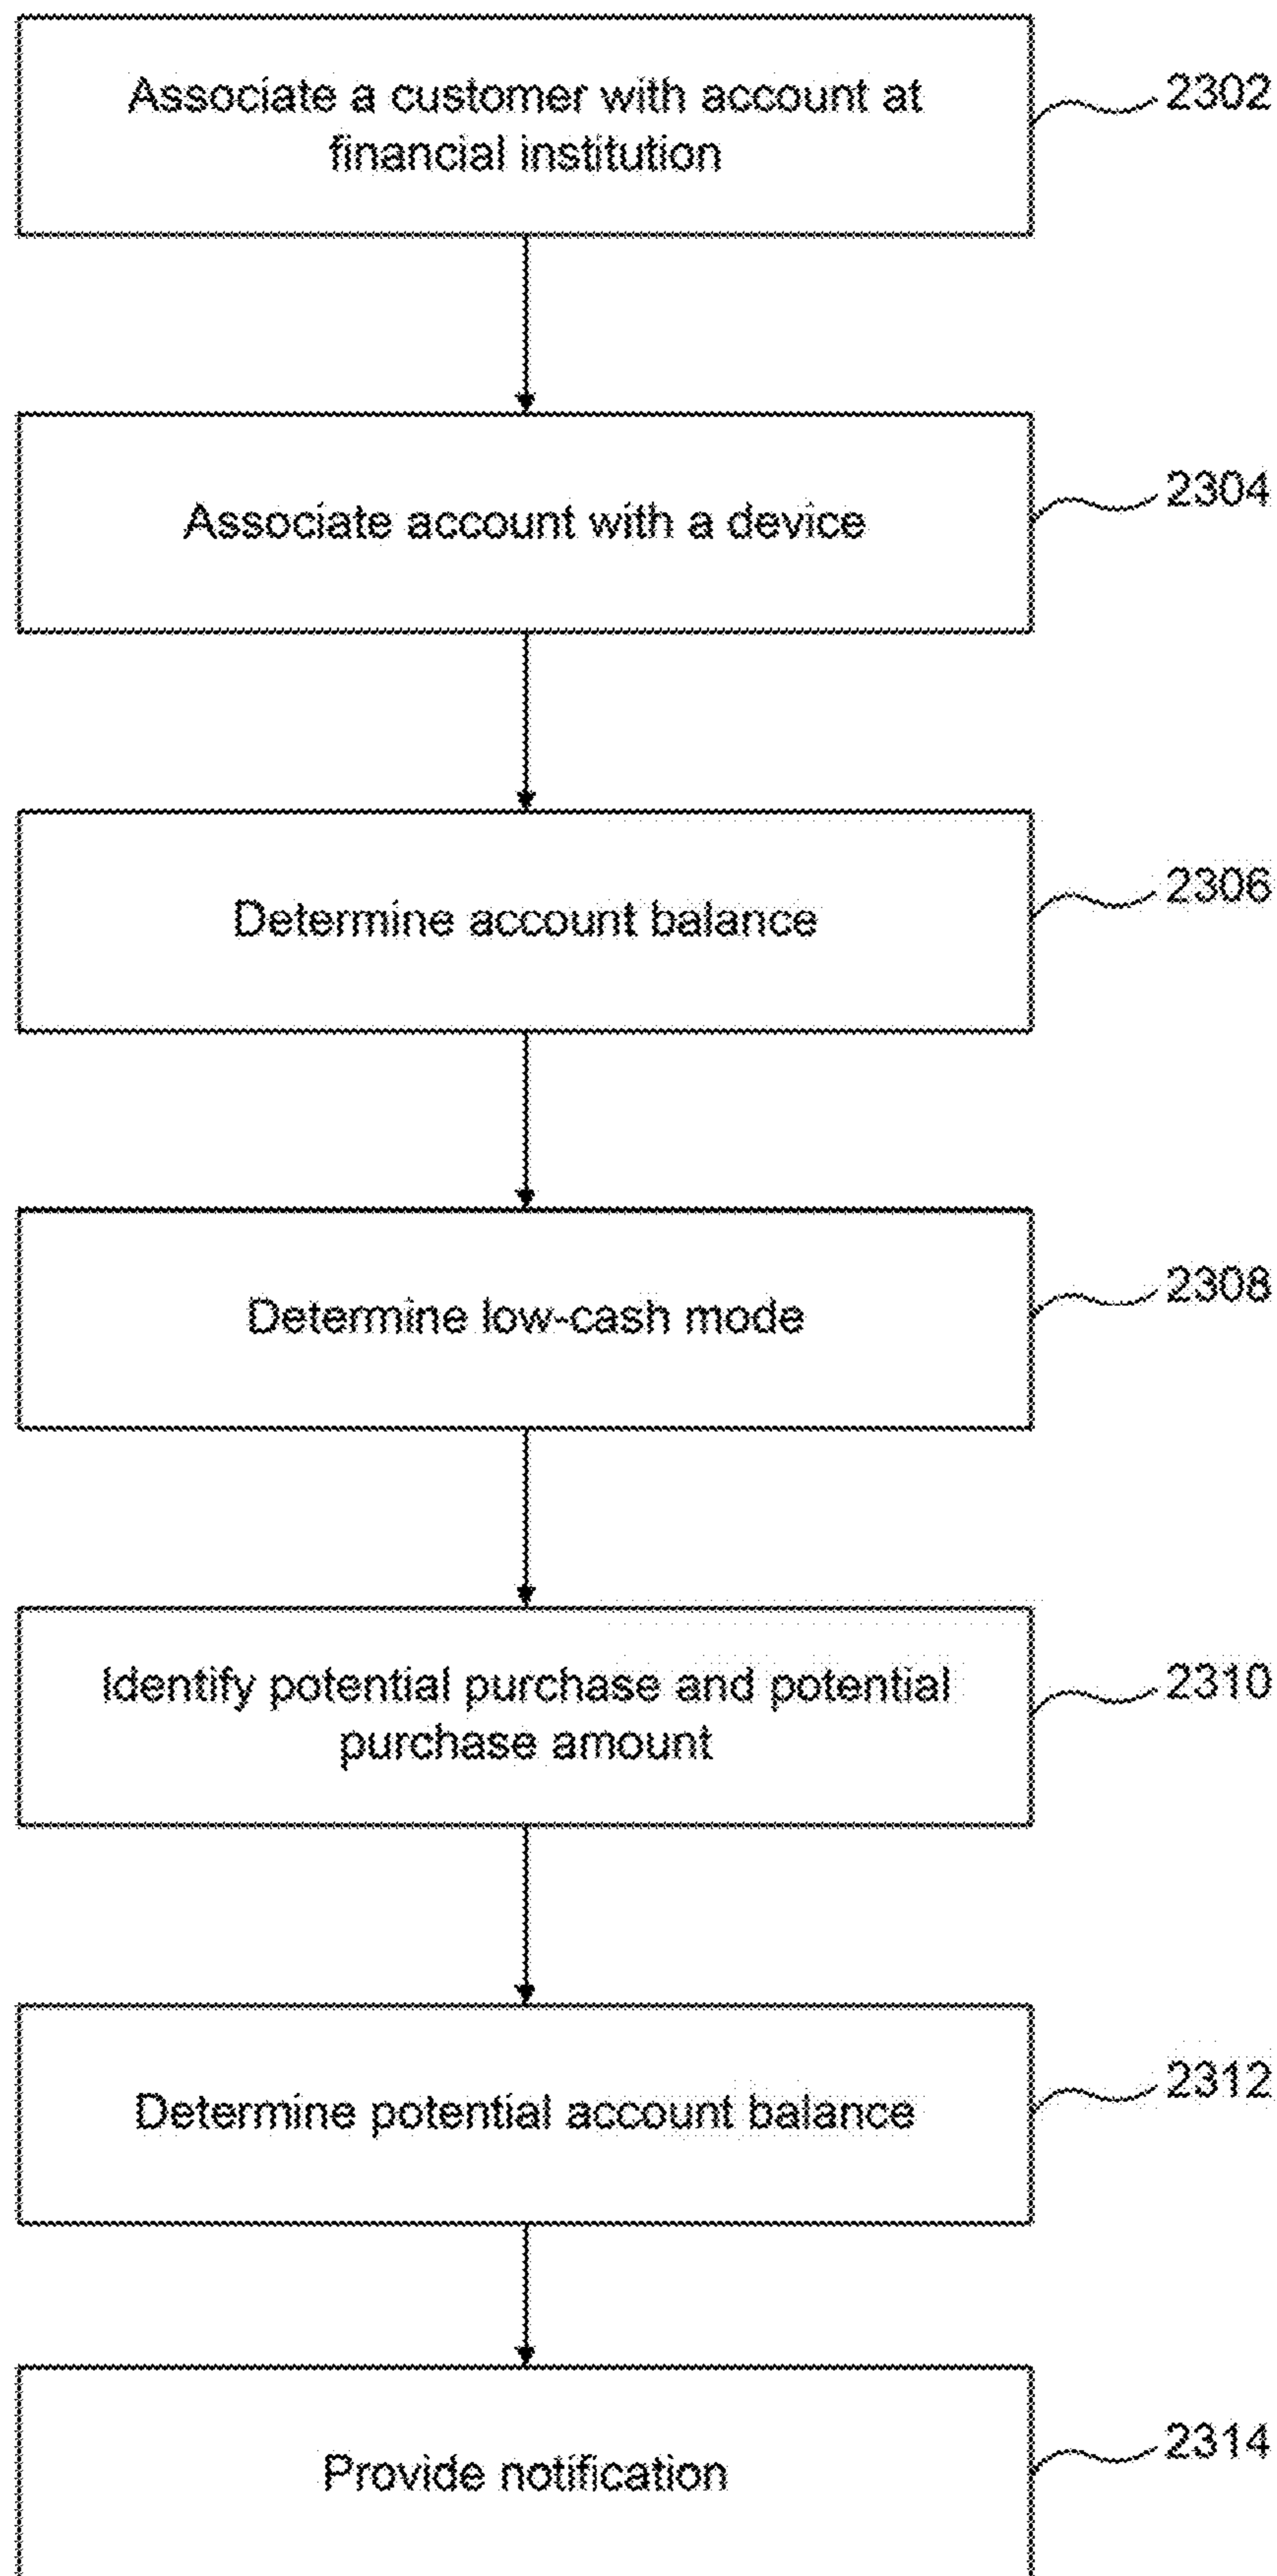 Associate a customer with account at
financial institution
2302
Associate account with a device
2304
Determine account balance
2306
Determine low-cash mode
2308
Identify potential purchase and potential
purchase amount
2310
Determine potential account balance
2312
Provide notification
2314